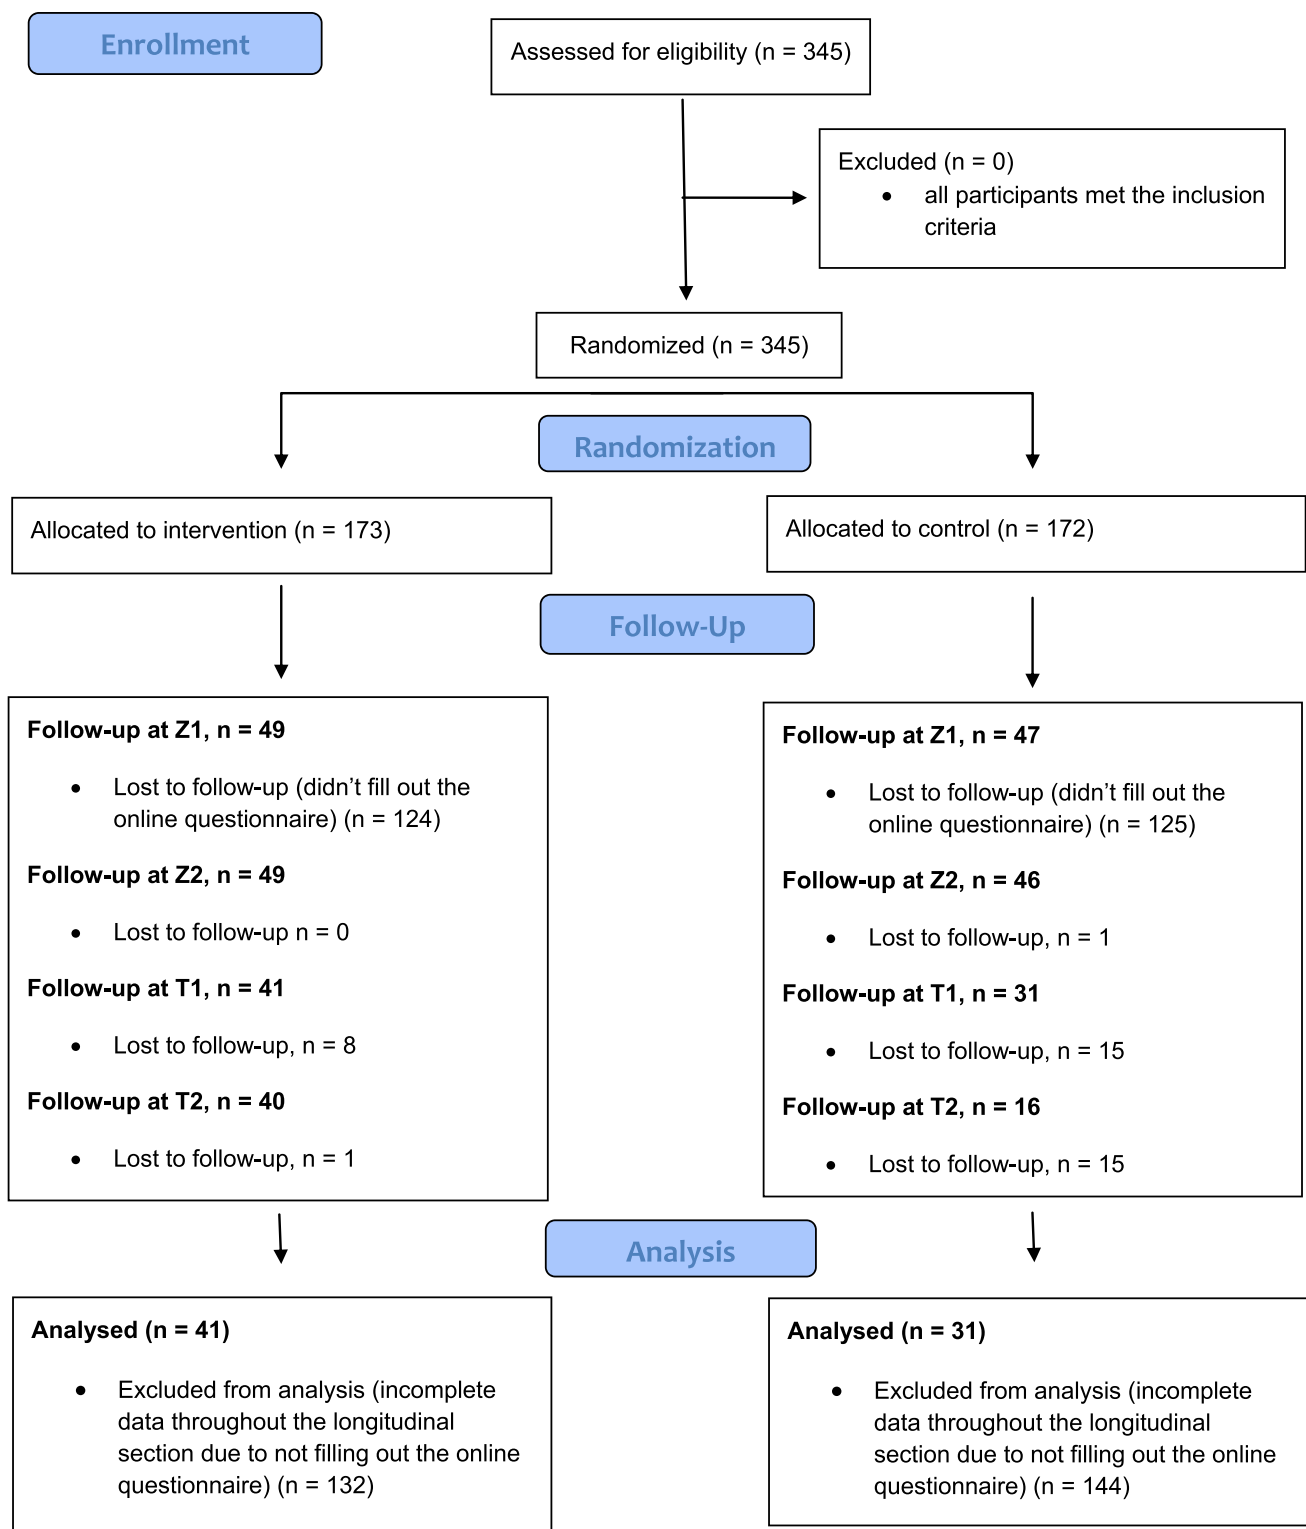 Enrollment
Assessed for eligibility (n = 345)
Excluded (n = 0)
• all participants met the inclusion
criteria
Randomized (n = 345)
Randomization
Allocated to intervention (n = 173)
Allocated to control (n = 172)
Follow-Up
Follow-up at Z1, n = 49
• Lost to follow-up (didn’t fill out the
online questionnaire) (n = 124)
Follow-up at Z2, n = 49
• Lost to follow-up n = 0
Follow-up at T1, n = 41
• Lost to follow-up, n = 8
Follow-up at T2, n = 40
• Lost to follow-up, n = 1
Follow-up at Z1, n = 47
• Lost to follow-up (didn’t fill out the
online questionnaire) (n = 125)
Follow-up at Z2, n = 46
• Lost to follow-up, n = 1
Follow-up at T1, n = 31
• Lost to follow-up, n = 15
Follow-up at T2, n = 16
• Lost to follow-up, n = 15
Analysis
Analysed (n = 41)
• Excluded from analysis (incomplete
data throughout the longitudinal
section due to not filling out the online
questionnaire) (n = 132)
Analysed (n = 31)
• Excluded from analysis (incomplete
data throughout the longitudinal
section due to not filling out the online
questionnaire) (n = 144)